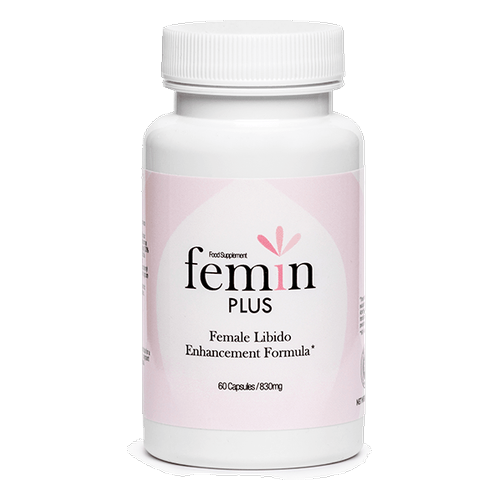 Food Supplement
femin
PLUS
Female Libido
Enhancement Formula*
60 Capsules / 830mg